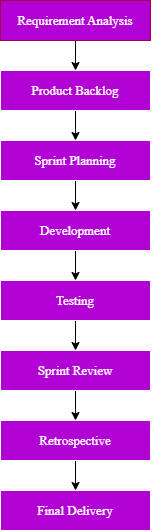 Requirement Analysis
Product Backlog
Sprint Planning
Development
Testing
Sprint Review
Retrospective
Final Delivery